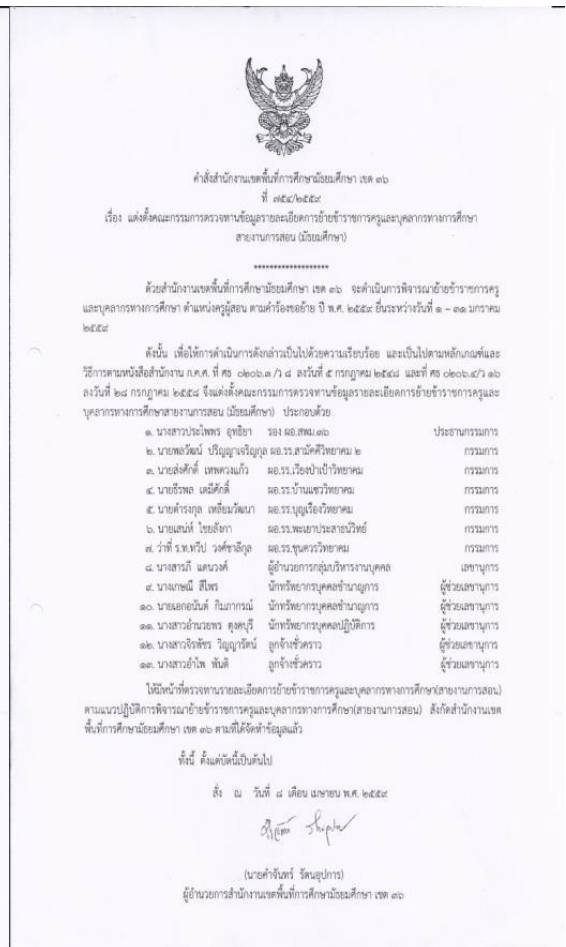 คำสั่งสำนักงานเขตพื้นที่การศึกษามัธยมศึกษา เขต ๓๖
ที่ ๗๕๔/๒๕๕๙
เรื่อง แต่งตั้งคณะกรรมการตรวจทานข้อมูลรายละเอียดการย้ายข้าราชการครูและบุคลากรทางการศึกษา
สายงานการสอน (มัธยมศึกษา)
*******************
ด้วยสำนักงานเขตพื้นที่การศึกษามัธยมศึกษา เขต ๓๖ จะดำเนินการพิจารณาย้ายข้าราชการครู
และบุคลากรทางการศึกษา ตำแหน่งครูผู้สอน ตามคำร้องขอย้าย ปี พ.ศ. ๒๕๕๙ ยื่นระหว่างวันที่ ๑ – ๓๑ มกราคม
๒๕๕๙
ดังนั้น เพื่อให้การดำเนินการดังกล่าวเป็นไปด้วยความเรียบร้อย และเป็นไปตามหลักเกณฑ์และ
วิธีการตามหนังสือสำนักงาน ก.ค.ศ. ที่ ศธ ๐๒๐๖.๓ /ว ๘ ลงวันที่ ๕ กรกฎาคม ๒๕๔๘ และที่ ศธ ๐๒๐๖.๔/ว ๑๖
ลงวันที่ ๒๘ กรกฎาคม ๒๕๕๘ จึงแต่งตั้งคณะกรรมการตรวจทานข้อมูลรายละเอียดการย้ายข้าราชการครูและ
บุคลากรทางการศึกษาสายงานการสอน (มัธยมศึกษา) ประกอบด้วย
๑. นางสาวประไพพร อุทธิยา รอง ผอ.สพม.๓๖ ประธานกรรมการ
๒. นายพลวัฒน์ ปริญญาเจริญกุล ผอ.รร.สามัคคีวิทยาคม ๒ กรรมการ
๓. นายส่งศักดิ์ เทพดวงแก้ว ผอ.รร.เวียงป่าเป้าวิทยาคม กรรมการ
๔. นายธีรพล เตมีศักดิ์ ผอ.รร.บ้านแซววิทยาคม กรรมการ
๕. นายดำรงกุล เหลี่ยมวัฒนา ผอ.รร.บุญเรืองวิทยาคม กรรมการ
๖. นายเสน่ห์ ไชยลังกา ผอ.รร.พะเยาประสาธน์วิทย์ กรรมการ
๗. ว่าที่ ร.ท.ทวีป วงศ์ชาลีกุล ผอ.รร.ขุนควรวิทยาคม กรรมการ
๘. นางสารภี แดนวงศ์ ผู้อำนวยการกลุ่มบริหารงานบุคคล เลขานุการ
๙. นางเกษณี สีไพร นักทรัพยากรบุคคลชำนาญการ ผู้ช่วยเลขานุการ
๑๐. นายเอกอนันต์ กิมภากรณ์ นักทรัพยากรบุคคลชำนาญการ ผู้ช่วยเลขานุการ
๑๑. นางสาวอำนวยพร ตุงคบุรี นักทรัพยากรบุคคลปฏิบัติการ ผู้ช่วยเลขานุการ
๑๒. นางสาวจิรพัชร วิญญารัตน์ ลูกจ้างชั่วคราว ผู้ช่วยเลขานุการ
๑๓. นางสาวอำไพ พันติ ลูกจ้างชั่วคราว ผู้ช่วยเลขานุการ
ให้มีหน้าที่ตรวจทานรายละเอียดการย้ายข้าราชการครูและบุคลากรทางการศึกษา(สายงานการสอน)
ตามแนวปฏิบัติการพิจารณาย้ายข้าราชการครูและบุคลากรทางการศึกษา(สายงานการสอน) สังกัดสำนักงานเขต
พื้นที่การศึกษามัธยมศึกษา เขต ๓๖ ตามที่ได้จัดทำข้อมูลแล้ว
ทั้งนี้ ตั้งแต่บัดนี้เป็นต้นไป
สั่ง ณ วันที่ ๘ เดือน เมษายน พ.ศ. ๒๕๕๙
(นายคำจันทร์ รัตนอุปการ)
ผู้อำนวยการสำนักงานเขตพื้นที่การศึกษามัธยมศึกษา เขต ๓๖